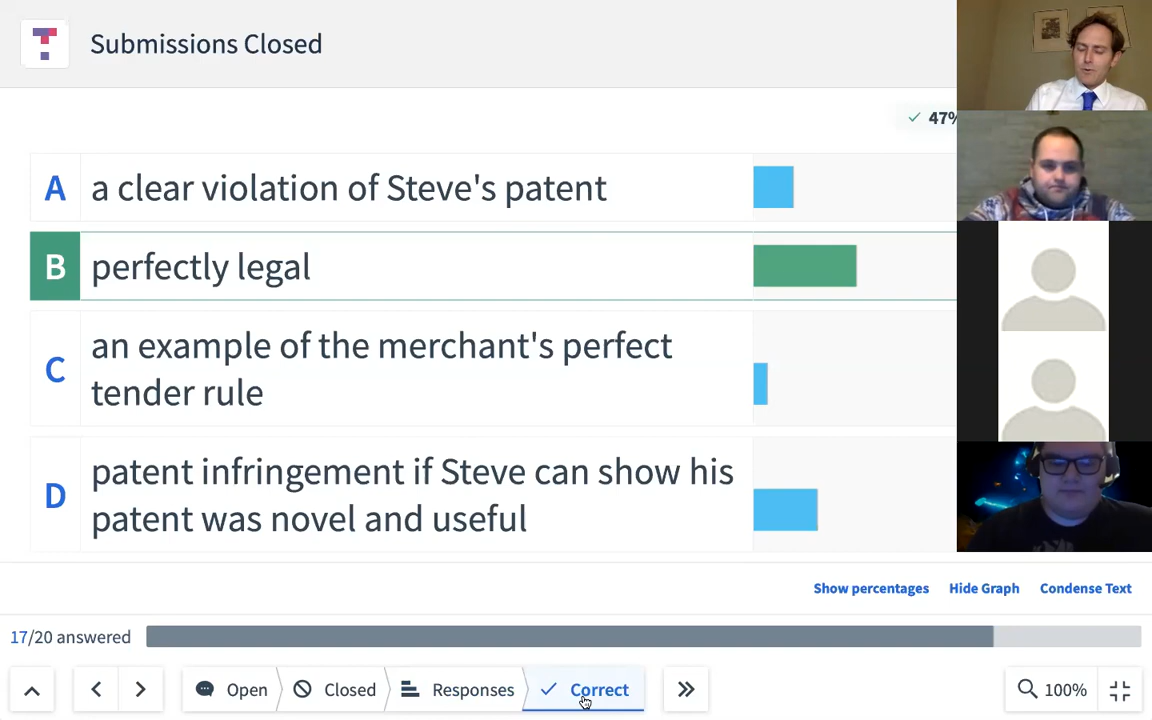 Submissions Closed
47%
A a clear violation of Steve's patent
B perfectly legal
C an example of the merchant's perfect
tender rule
D patent infringement if Steve can show his
patent was novel and useful
Show percentages Hide Graph Condense Text
17/20 answered
Open Closed Responses Correct 100%